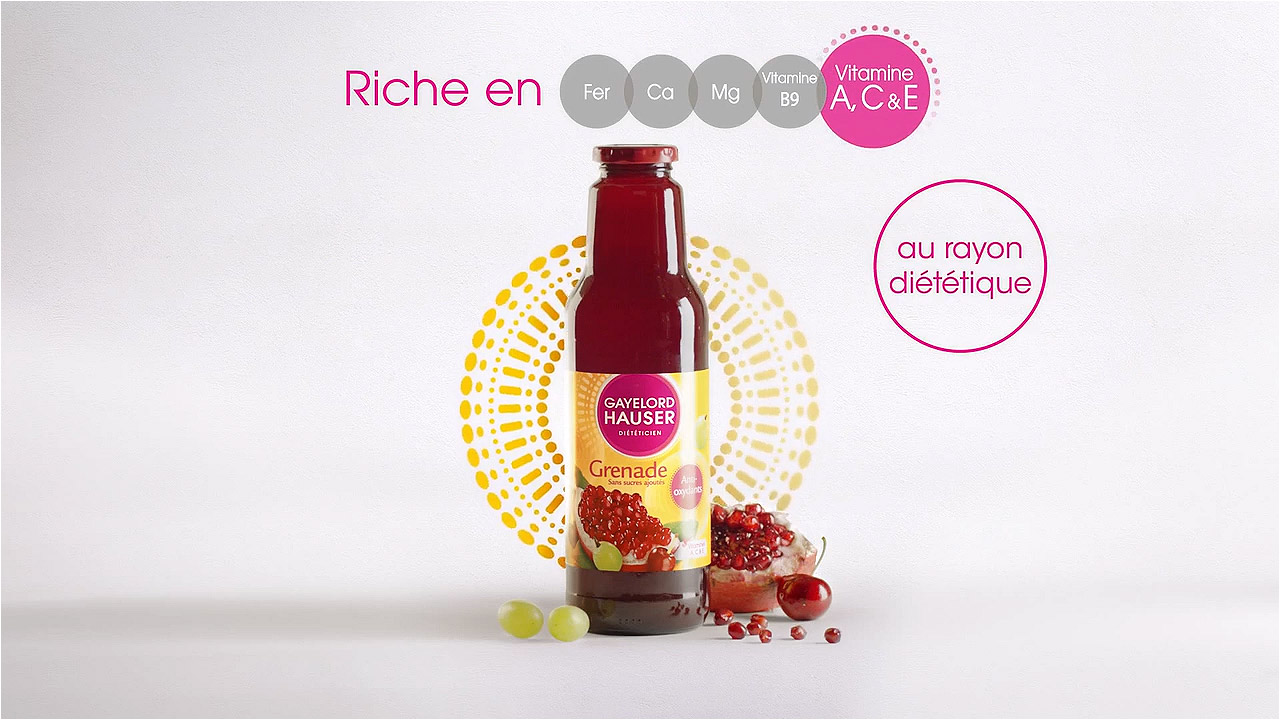 Riche en
Fer
Ca
Mg
Vitamine
B9
Vitamine
A, C & E
au rayon
diététique
GAYELORD
HAUSER
DIÉTÉTICIEN
Grenade
Sans sucres ajoutés
Anti-
oxydants
Vitamine
A, C & E